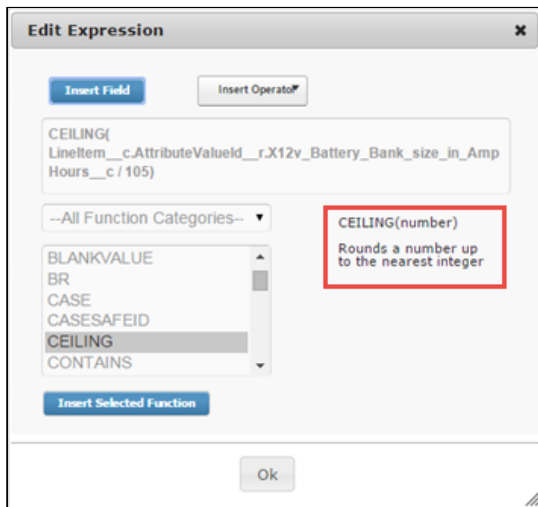 Edit Expression
Insert Field
Insert Operator
CEILING(
LineItem__c.AttributeValueId__r.X12v_Battery_Bank_size_in_Amp
Hours__c / 105)
--All Function Categories--
CEILING(number)
Rounds a number up
to the nearest integer
BLANKVALUE
BR
CASE
CASESAFEID
CEILING
CONTAINS
Insert Selected Function
Ok